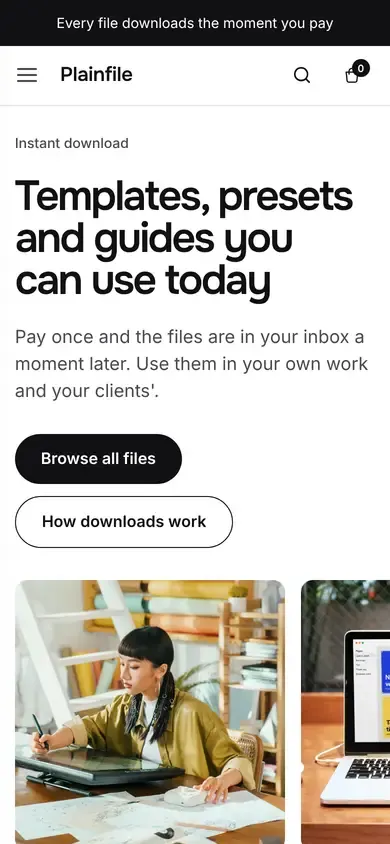 Every file downloads the moment you pay
Plainfile
0
Instant download
Templates, presets
and guides you
can use today
Pay once and the files are in your inbox a
moment later. Use them in your own work
and your clients'.
Browse all files
How downloads work